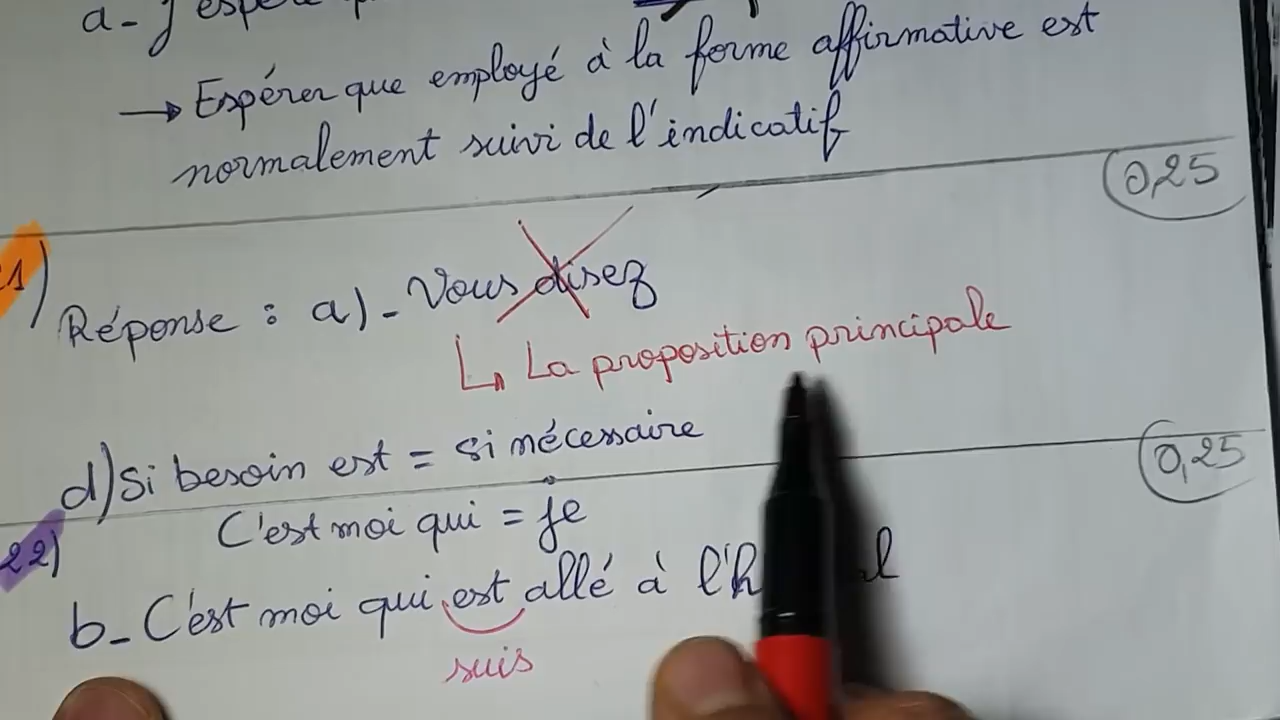 a- J'espère
→ Espérer que employé à la forme affirmative est
normalement suivi de l'indicatif
0,25
21)
Réponse : a) - Vous disez
La proposition principale
d) Si besoin est = si nécessaire
0,25
22)
C'est moi qui = je
b- C'est moi qui est allé à
suis